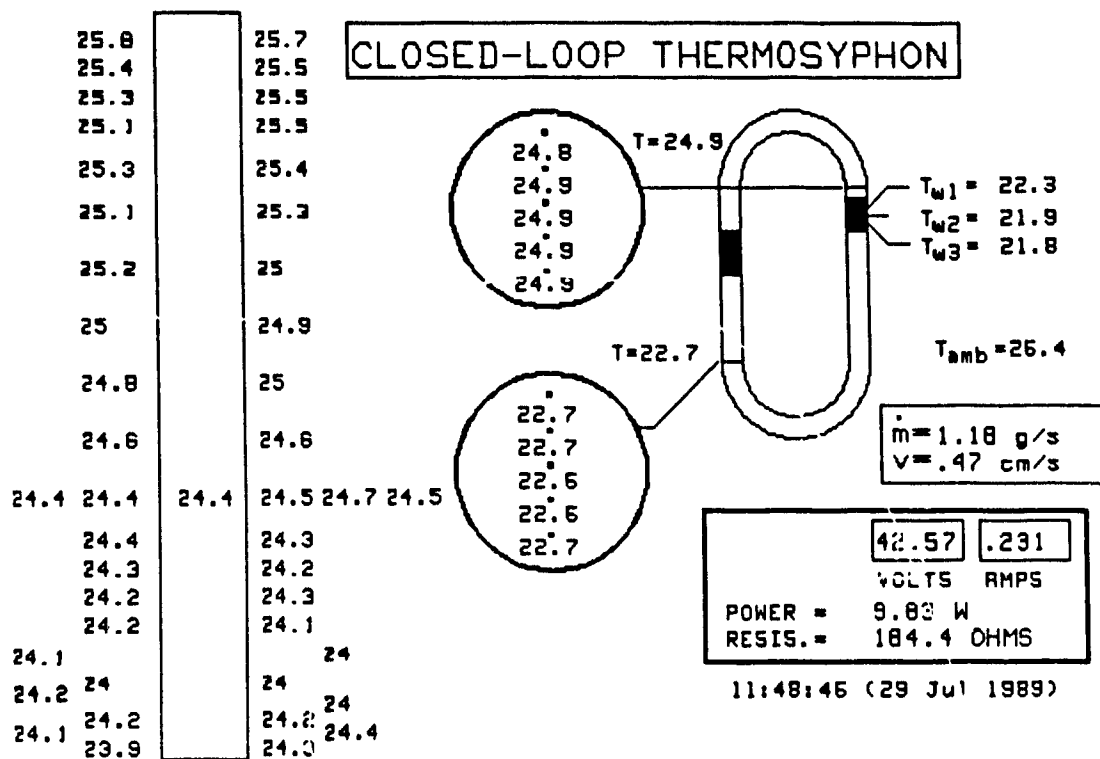 CLOSED-LOOP THERMOSYPHON
25.8 25.7
25.4 25.5
25.3 25.5
25.1 25.5
25.3 25.4
25.1 25.3
25.2 25
25 24.9
24.8 25
24.6 24.6
24.4 24.4 24.4 24.5 24.7 24.5
24.4 24.3
24.3 24.2
24.2 24.3
24.2 24.1
24.1 24
24 24
24.2 24
24.2 24.2
24.1 24.4
23.9 24.3
24.8
24.9
24.9
24.9
24.9
T=24.9
Tw1= 22.3
Tw2= 21.9
Tw3= 21.8
T=22.7
Tamb=26.4
22.7
22.7
22.6
22.6
22.7
ṁ=1.18 g/s
v=.47 cm/s
42.57 .231
VOLTS AMPS
POWER = 9.83 W
RESIS.= 184.4 OHMS
11:48:46 (29 Jul 1989)